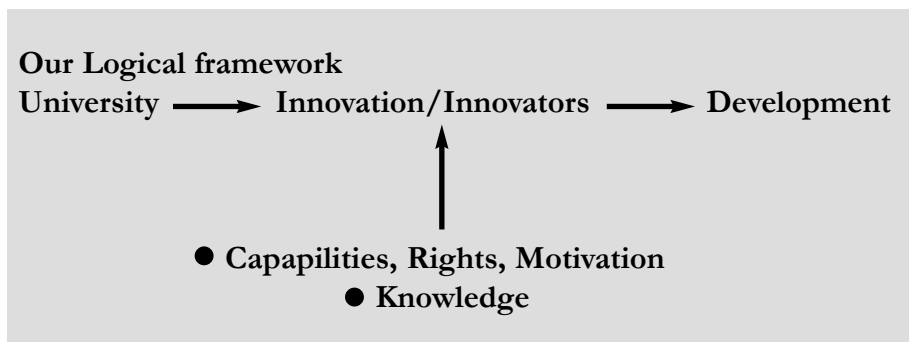 Our Logical framework
University Innovation/Innovators Development
● Capapilities, Rights, Motivation
● Knowledge